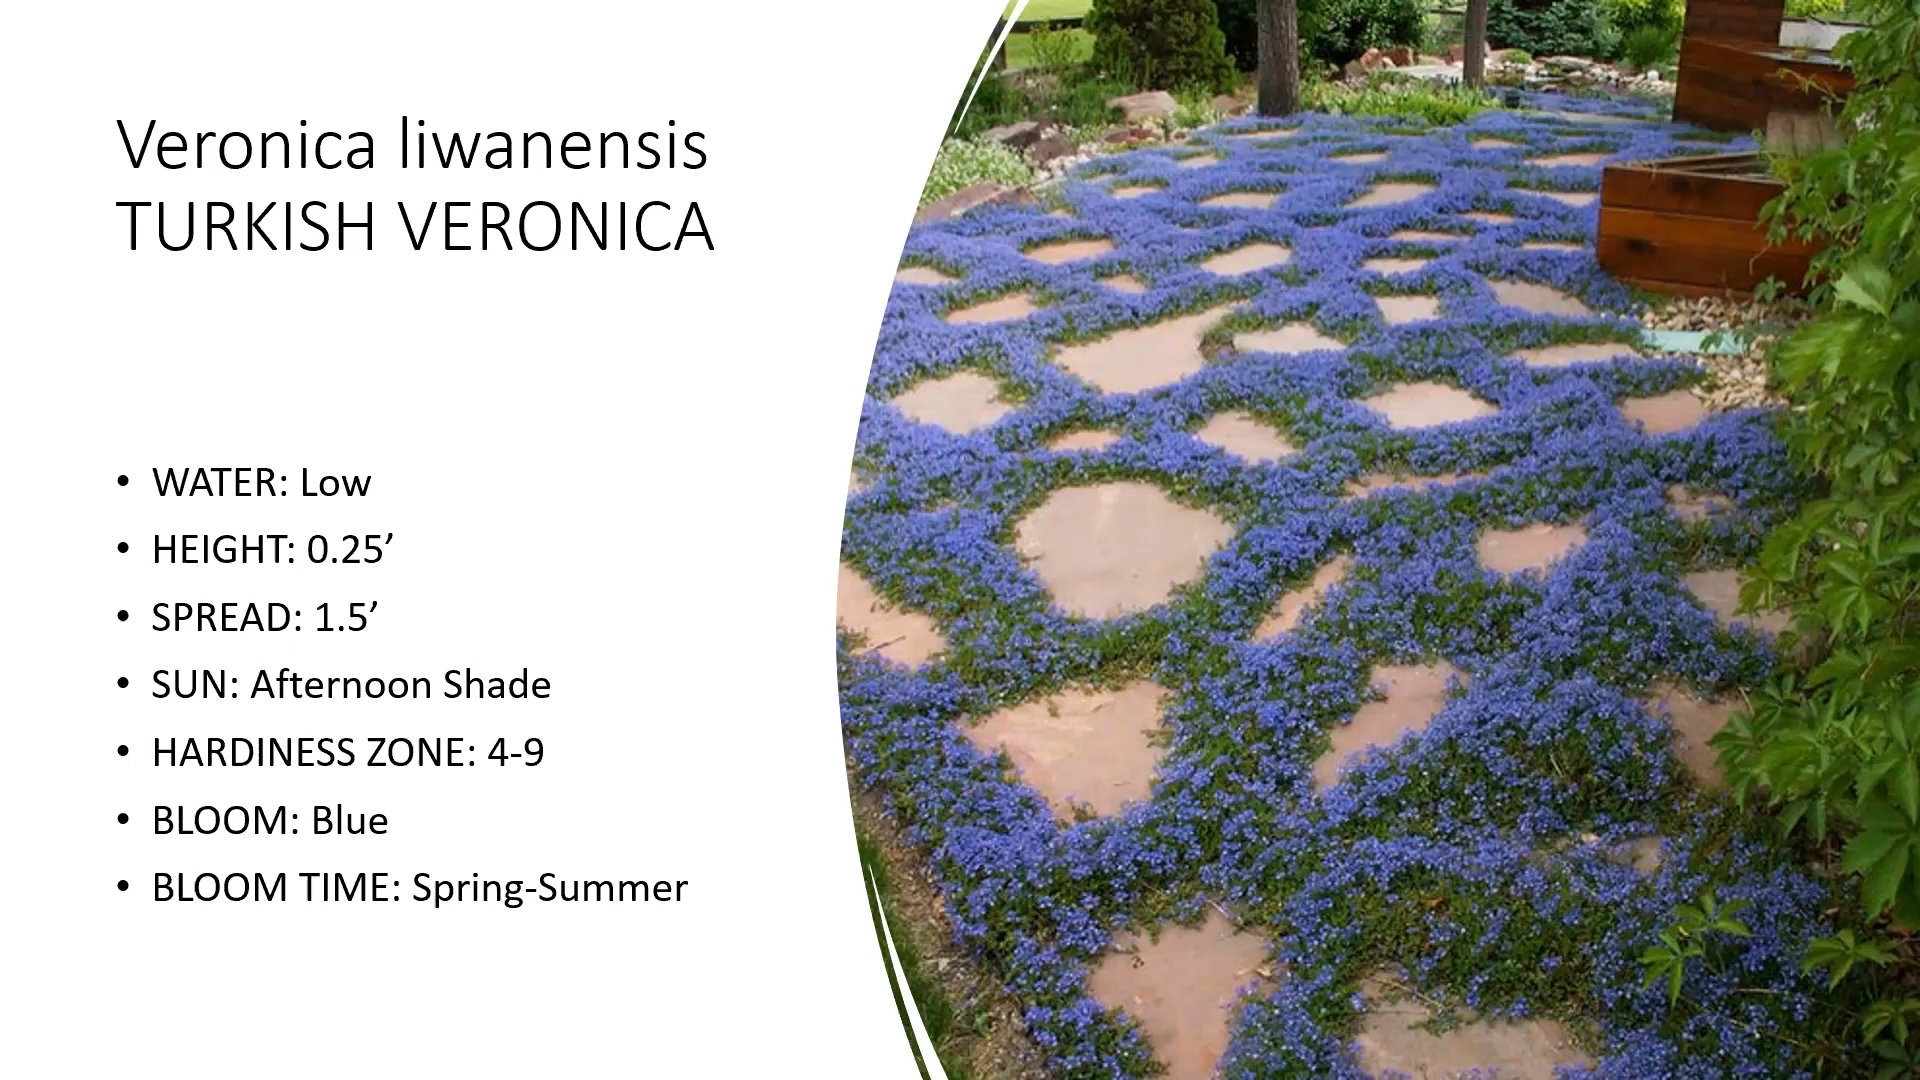 Veronica liwanensis
TURKISH VERONICA
• WATER: Low
• HEIGHT: 0.25’
• SPREAD: 1.5’
• SUN: Afternoon Shade
• HARDINESS ZONE: 4-9
• BLOOM: Blue
• BLOOM TIME: Spring-Summer